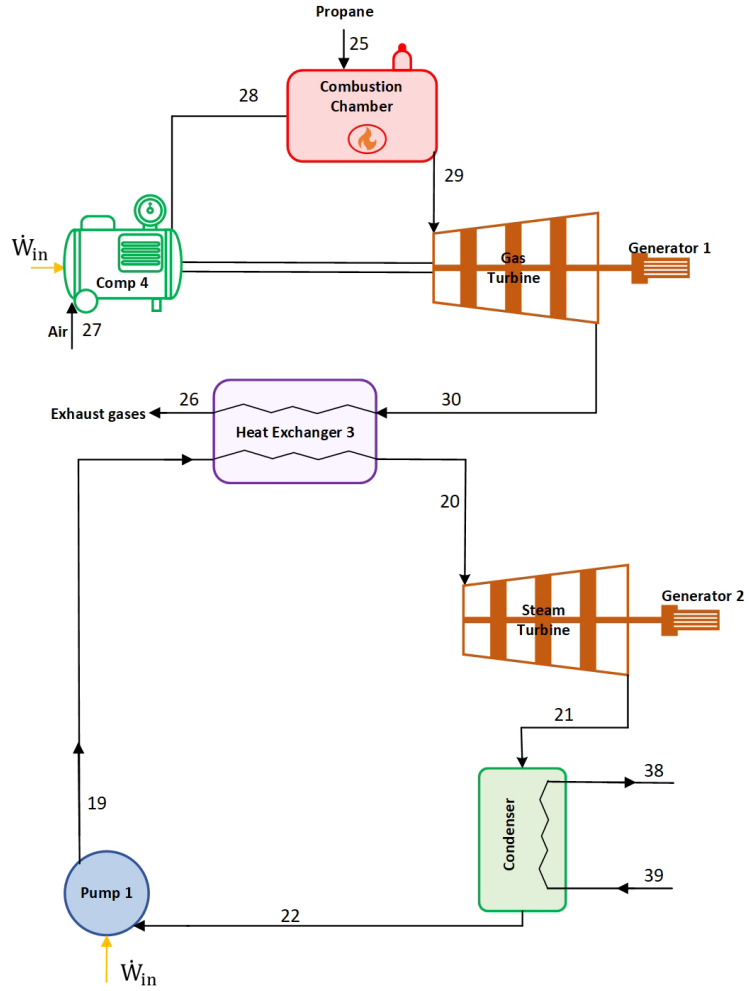 Propane
25
28
Combustion
Chamber
29
Ẇin
Comp 4
Gas
Turbine
Generator 1
Air
27
Exhaust gases
26
30
Heat Exchanger 3
20
Steam
Turbine
Generator 2
21
38
19
Condenser
39
Pump 1
22
Ẇin